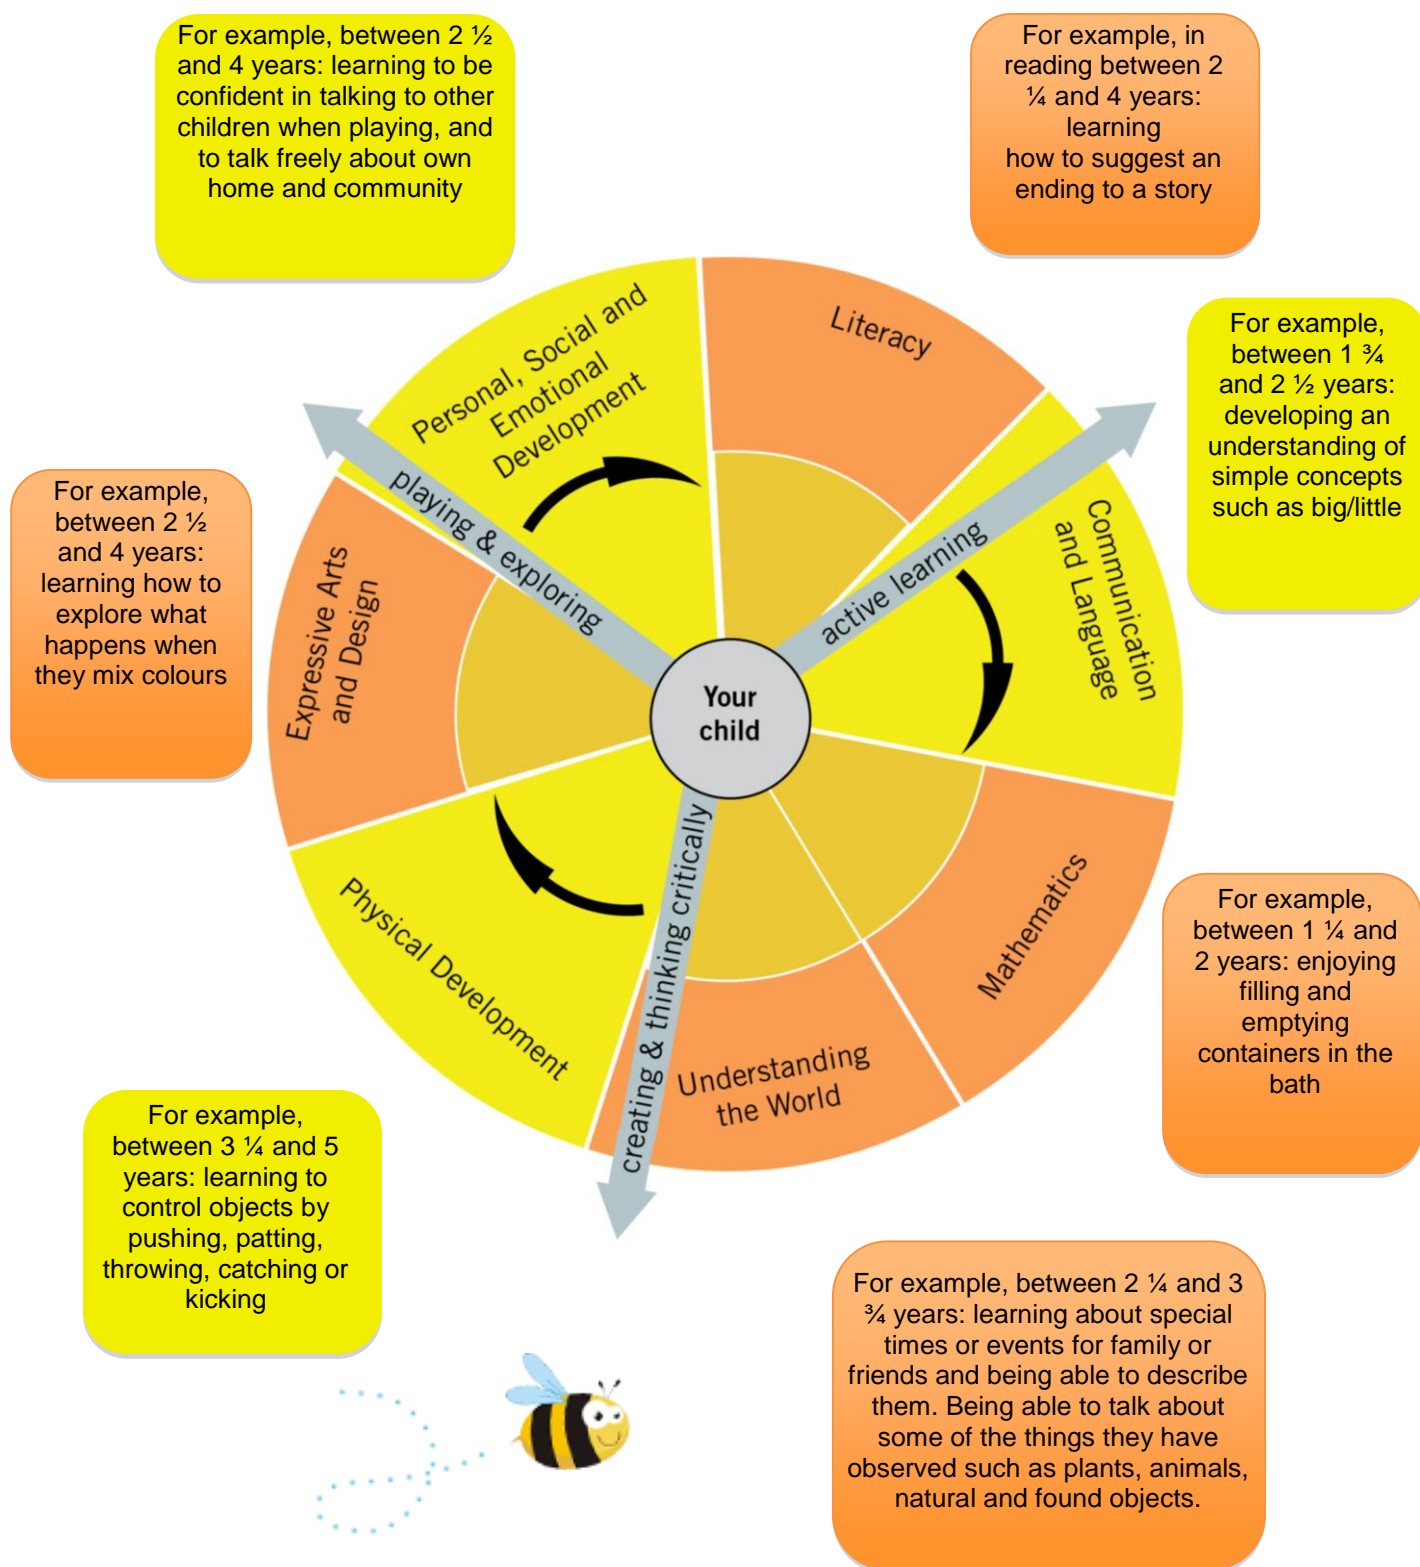 For example, between 2 ½
and 4 years: learning to be
confident in talking to other
children when playing, and
to talk freely about own
home and community
For example, in
reading between 2
¼ and 4 years:
learning
how to suggest an
ending to a story
For example,
between 1 ¾
and 2 ½ years:
developing an
understanding of
simple concepts
such as big/little
For example,
between 2 ½
and 4 years:
learning how to
explore what
happens when
they mix colours
Personal, Social and
Emotional
Development
Literacy
Communication
and Language
Expressive Arts
and Design
playing & exploring
active learning
Your
child
creating & thinking critically
Physical Development
Understanding
the World
Mathematics
For example,
between 1 ¼ and
2 years: enjoying
filling and
emptying
containers in the
bath
For example,
between 3 ¼ and 5
years: learning to
control objects by
pushing, patting,
throwing, catching or
kicking
For example, between 2 ¼ and 3
¾ years: learning about special
times or events for family or
friends and being able to describe
them. Being able to talk about
some of the things they have
observed such as plants, animals,
natural and found objects.